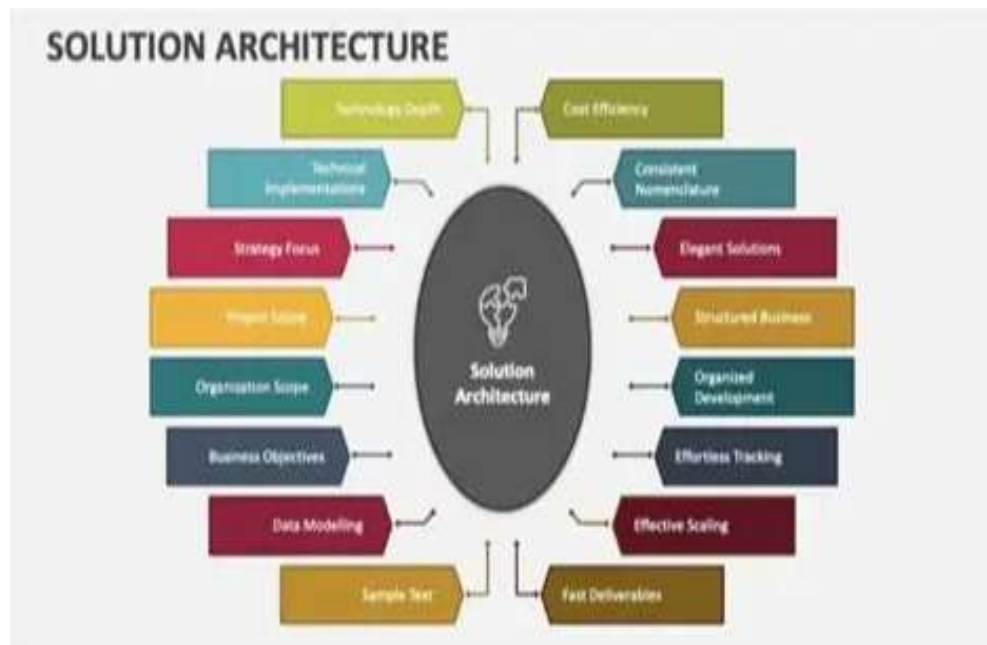 SOLUTION ARCHITECTURE
Technology Depth
Technical
Implementations
Strategy Focus
Project Scope
Organization Scope
Business Objectives
Data Modelling
Sample Text
Solution
Architecture
Cost Efficiency
Consistent
Nomenclature
Elegant Solutions
Structured Business
Organized
Development
Effortless Tracking
Effective Scaling
Fast Deliverables